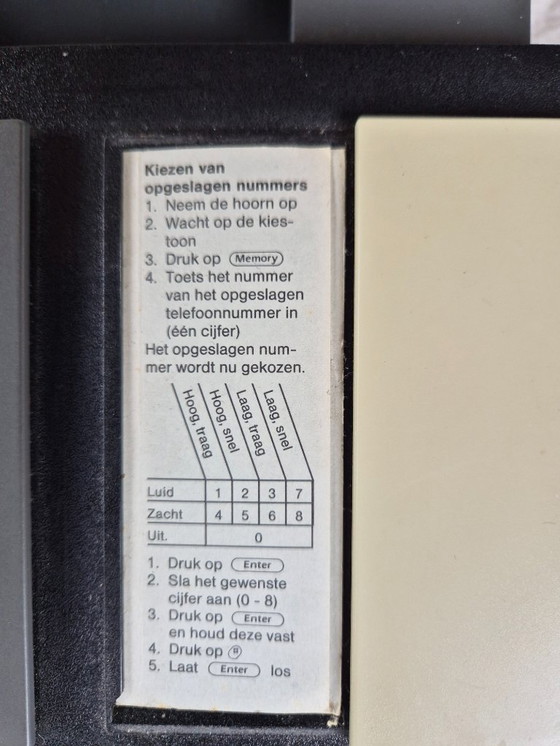 Kiezen van
opgeslagen nummers
1. Neem de hoorn op
2. Wacht op de kies-
toon
3. Druk op Memory
4. Toets het nummer
van het opgeslagen
telefoonnummer in
(één cijfer)
Het opgeslagen num-
mer wordt nu gekozen.
Hoog, traag
Hoog, snel
Laag, traag
Laag, snel
Luid 1 2 3 7
Zacht 4 5 6 8
Uit. 0
1. Druk op Enter
2. Sla het gewenste
cijfer aan (0 - 8)
3. Druk op Enter
en houd deze vast
4. Druk op
5. Laat Enter los